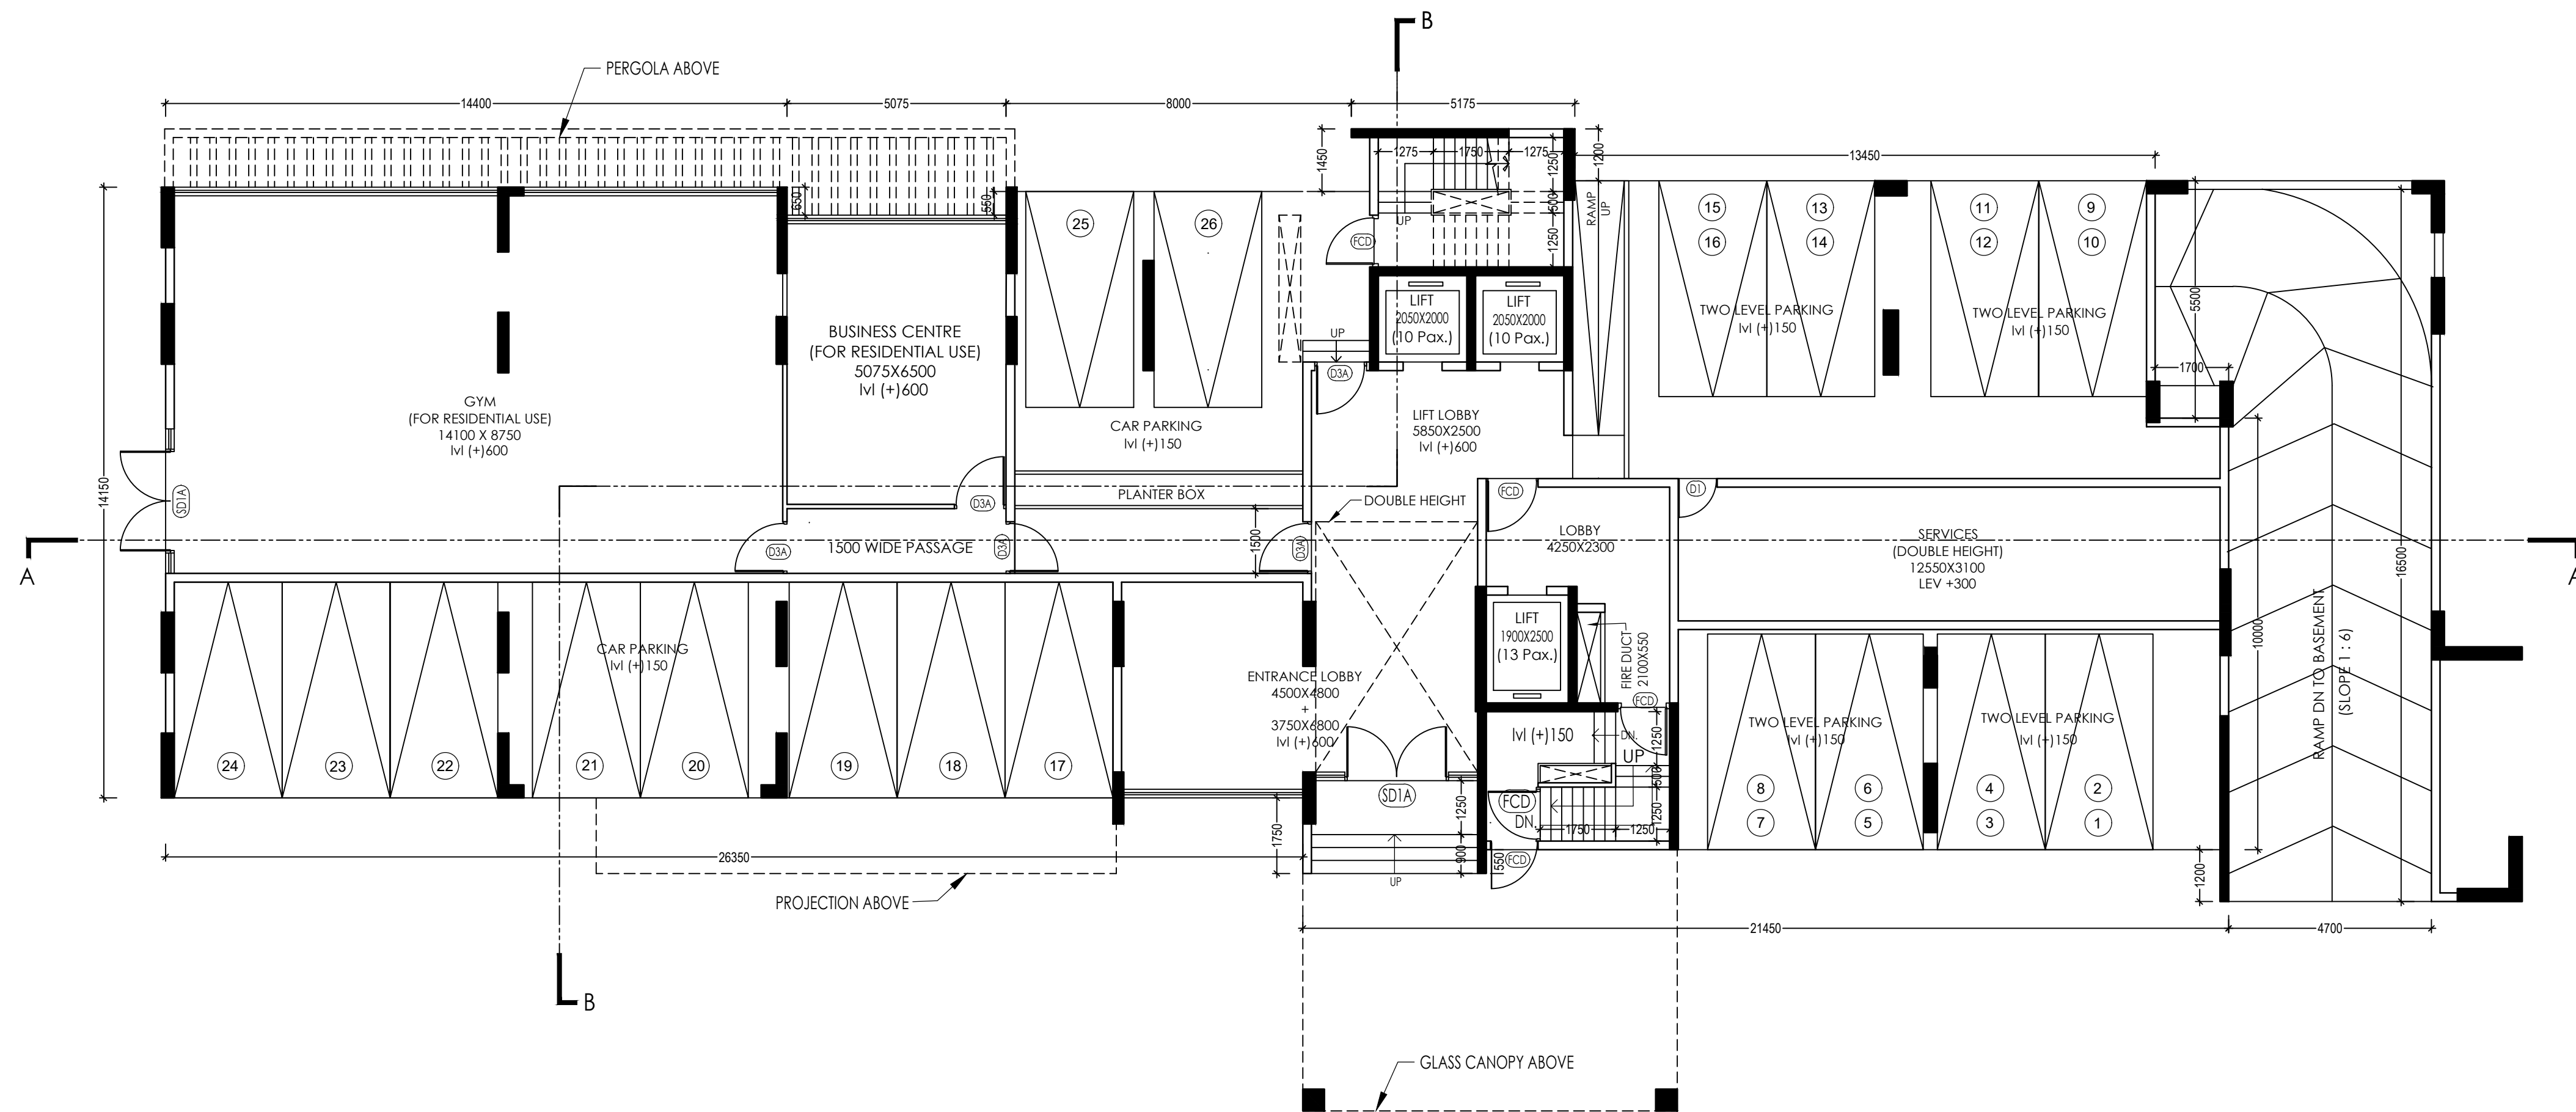 B
PERGOLA ABOVE
14400
5075
8000
5175
1450
1275
1750
1275
1250
1200
13450
650
550
500
1250
UP
FCD
RAMP
UP
25
26
15
16
13
14
11
12
9
10
TWO LEVEL PARKING
lvl (+)150
TWO LEVEL PARKING
lvl (+)150
5500
1700
LIFT
2050X2000
(10 Pax.)
LIFT
2050X2000
(10 Pax.)
UP
D3A
BUSINESS CENTRE
(FOR RESIDENTIAL USE)
5075X6500
lvl (+)600
GYM
(FOR RESIDENTIAL USE)
14100 X 8750
lvl (+)600
CAR PARKING
lvl (+)150
LIFT LOBBY
5850X2500
lvl (+)600
14150
SD1A
PLANTER BOX
D3A
DOUBLE HEIGHT
FCD
D1
LOBBY
4250X2300
SERVICES
(DOUBLE HEIGHT)
12550X3100
LEV +300
A
A
D3A
1500 WIDE PASSAGE
D3A
1500
D3A
16500
10000
RAMP DN TO BASEMENT
(SLOPE 1 : 6)
LIFT
1900X2500
(13 Pax.)
FIRE DUCT
2100X550
FCD
CAR PARKING
lvl (+)150
ENTRANCE LOBBY
4500X4800
+
3750X6800
lvl (+)600
lvl (+)150
DN.
UP
1250
500
1250
TWO LEVEL PARKING
lvl (+)150
TWO LEVEL PARKING
lvl (+)150
24
23
22
21
20
19
18
17
8
7
6
5
4
3
2
1
SD1A
FCD
DN.
1750
1250
1250
900
1750
UP
550
FCD
26350
1200
PROJECTION ABOVE
21450
4700
B
GLASS CANOPY ABOVE